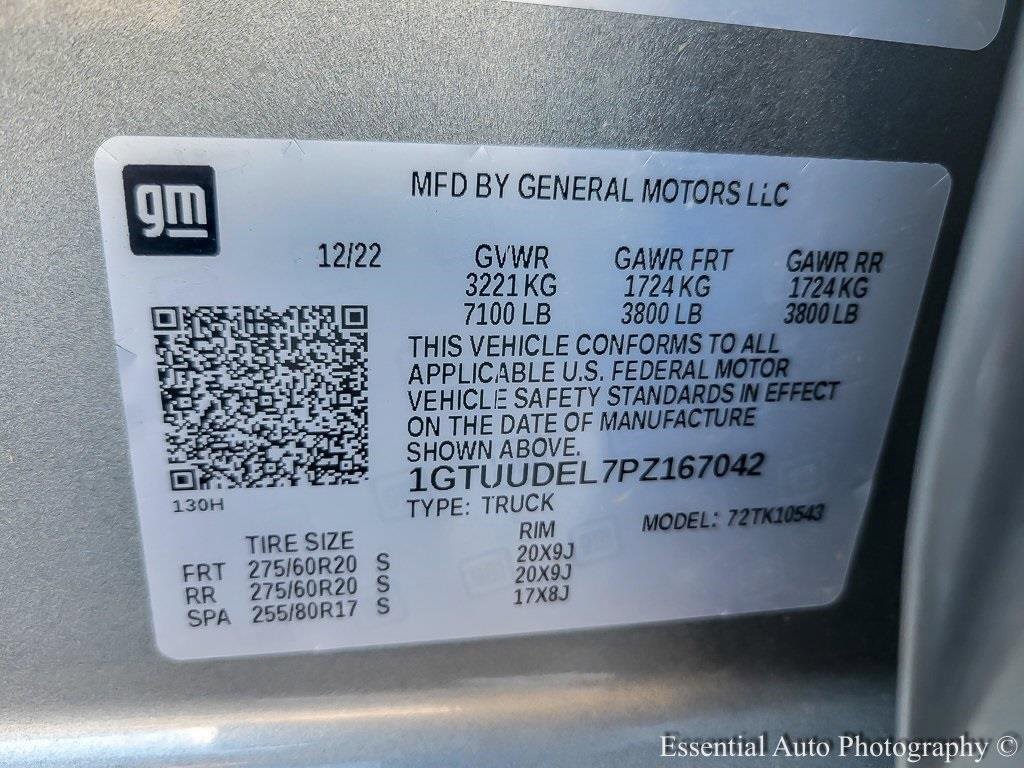 gm
MFD BY GENERAL MOTORS LLC
12/22 GVWR GAWR FRT GAWR RR
3221 KG 1724 KG 1724 KG
7100 LB 3800 LB 3800 LB
THIS VEHICLE CONFORMS TO ALL
APPLICABLE U.S. FEDERAL MOTOR
VEHICLE SAFETY STANDARDS IN EFFECT
ON THE DATE OF MANUFACTURE
SHOWN ABOVE.
1GTUUDEL7PZ167042
130H
TYPE: TRUCK MODEL: 72TK10543
TIRE SIZE RIM
FRT 275/60R20 S 20X9J
RR 275/60R20 S 20X9J
SPA 255/80R17 S 17X8J
Essential Auto Photography ©